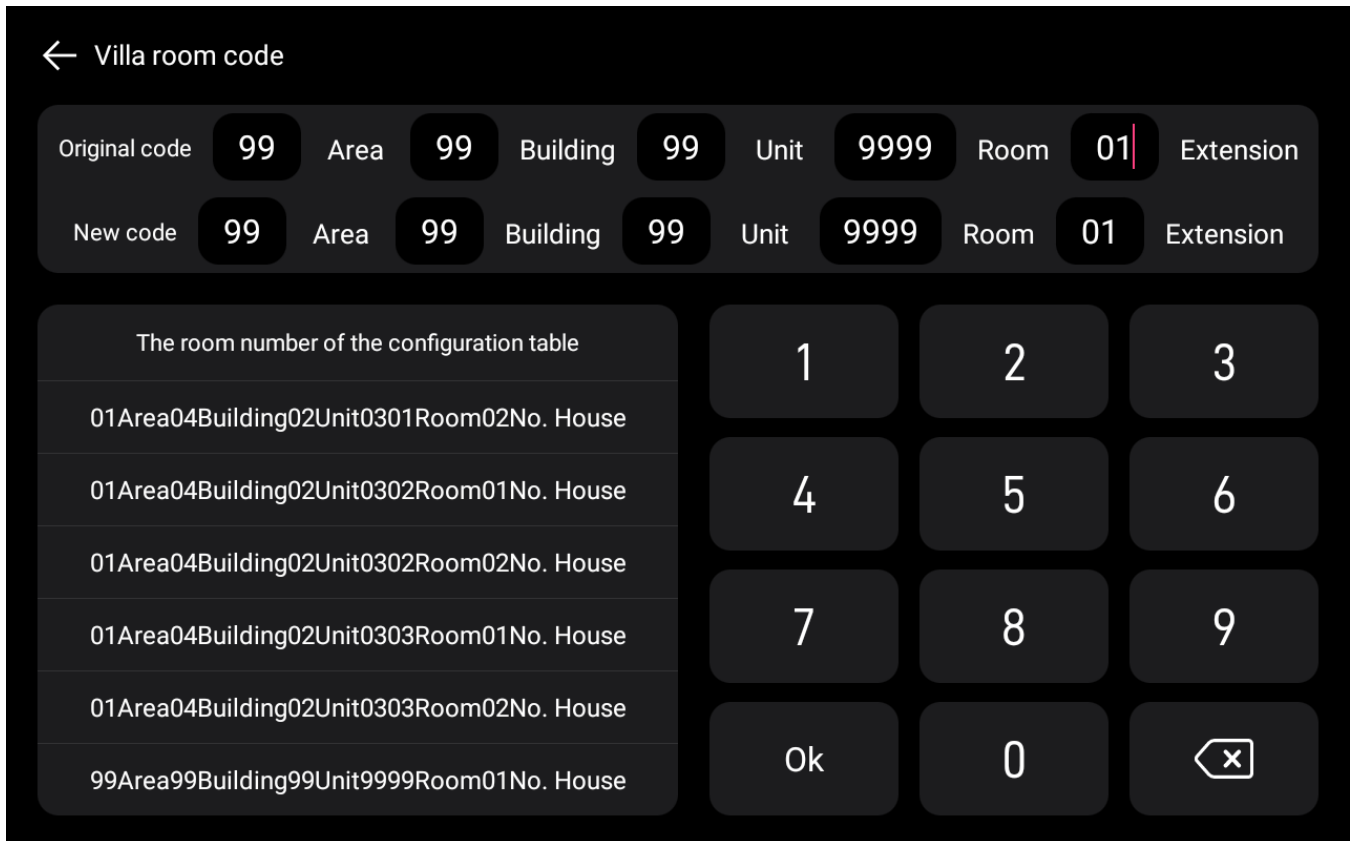 Villa room code
Original code 99 Area 99 Building 99 Unit 9999 Room 01 Extension
New code 99 Area 99 Building 99 Unit 9999 Room 01 Extension
The room number of the configuration table
01Area04Building02Unit0301Room02No. House
01Area04Building02Unit0302Room01No. House
01Area04Building02Unit0302Room02No. House
01Area04Building02Unit0303Room01No. House
01Area04Building02Unit0303Room02No. House
99Area99Building99Unit9999Room01No. House
1 2 3
4 5 6
7 8 9
Ok 0